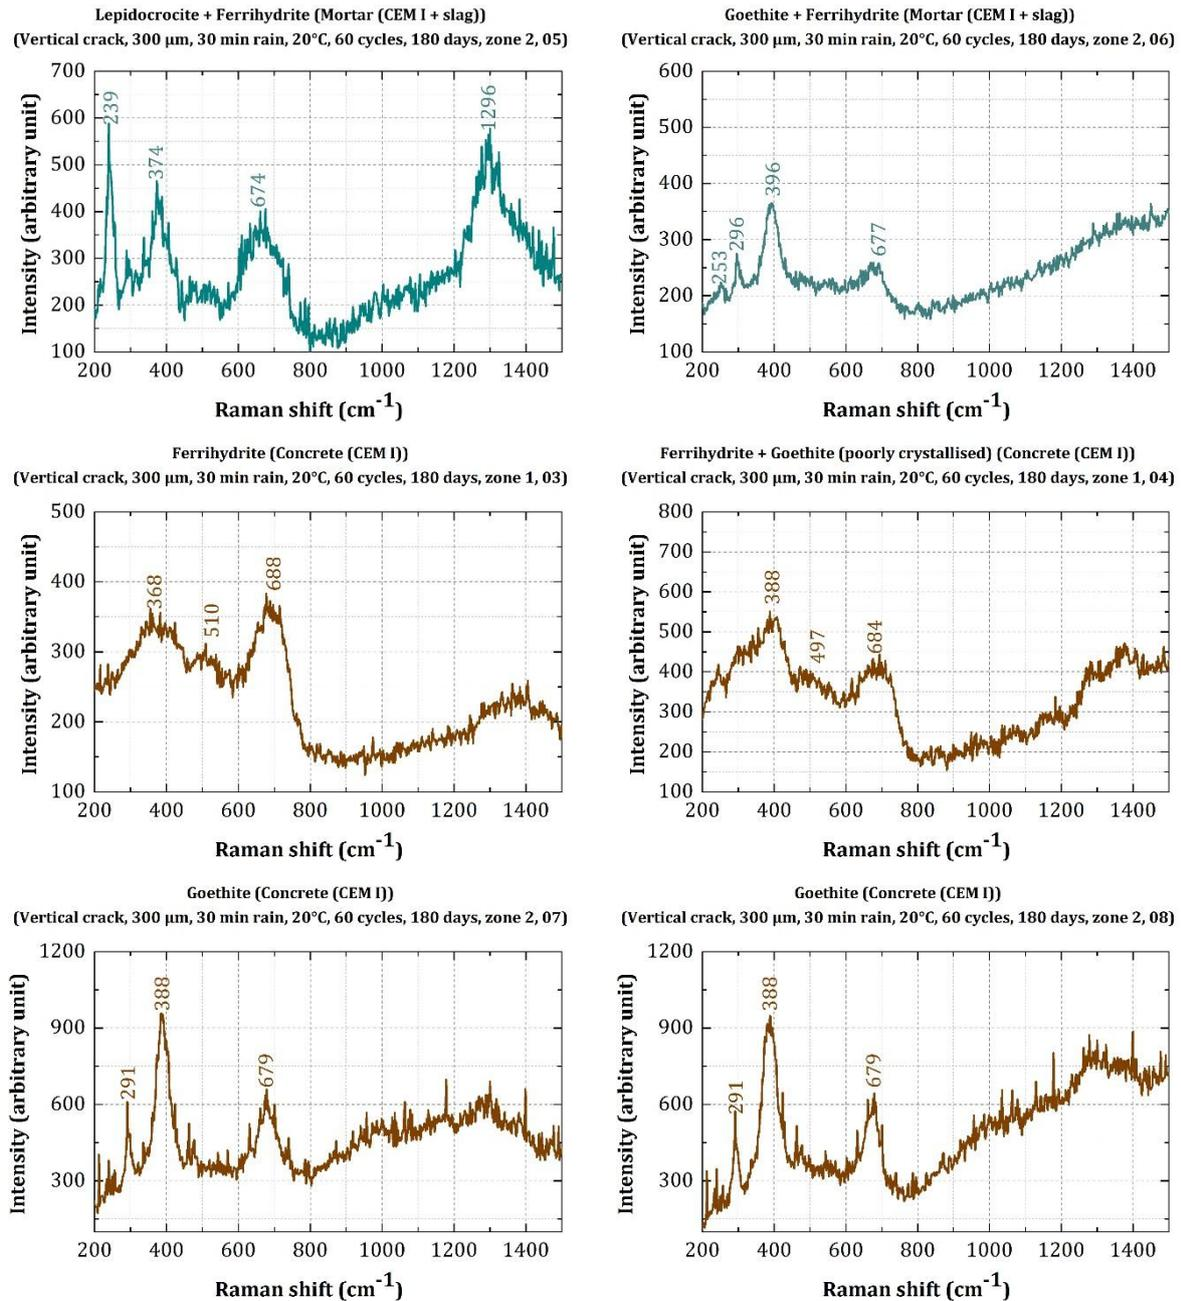 Lepidocrocite + Ferrihydrite (Mortar (CEM I + slag))
(Vertical crack, 300 µm, 30 min rain, 20°C, 60 cycles, 180 days, zone 2, 05)
700
600
500
400
300
200
100
Intensity (arbitrary unit)
239
374
674
1296
200 400 600 800 1000 1200 1400
Raman shift (cm-1)
Goethite + Ferrihydrite (Mortar (CEM I + slag))
(Vertical crack, 300 µm, 30 min rain, 20°C, 60 cycles, 180 days, zone 2, 06)
600
500
400
300
200
100
Intensity (arbitrary unit)
253
296
396
677
200 400 600 800 1000 1200 1400
Raman shift (cm-1)
Ferrihydrite (Concrete (CEM I))
(Vertical crack, 300 µm, 30 min rain, 20°C, 60 cycles, 180 days, zone 1, 03)
500
400
300
200
100
Intensity (arbitrary unit)
368
510
688
200 400 600 800 1000 1200 1400
Raman shift (cm-1)
Ferrihydrite + Goethite (poorly crystallised) (Concrete (CEM I))
(Vertical crack, 300 µm, 30 min rain, 20°C, 60 cycles, 180 days, zone 1, 04)
800
700
600
500
400
300
200
100
Intensity (arbitrary unit)
388
497
684
200 400 600 800 1000 1200 1400
Raman shift (cm-1)
Goethite (Concrete (CEM I))
(Vertical crack, 300 µm, 30 min rain, 20°C, 60 cycles, 180 days, zone 2, 07)
1200
900
600
300
Intensity (arbitrary unit)
291
388
679
200 400 600 800 1000 1200 1400
Raman shift (cm-1)
Goethite (Concrete (CEM I))
(Vertical crack, 300 µm, 30 min rain, 20°C, 60 cycles, 180 days, zone 2, 08)
1200
900
600
300
Intensity (arbitrary unit)
291
388
679
200 400 600 800 1000 1200 1400
Raman shift (cm-1)